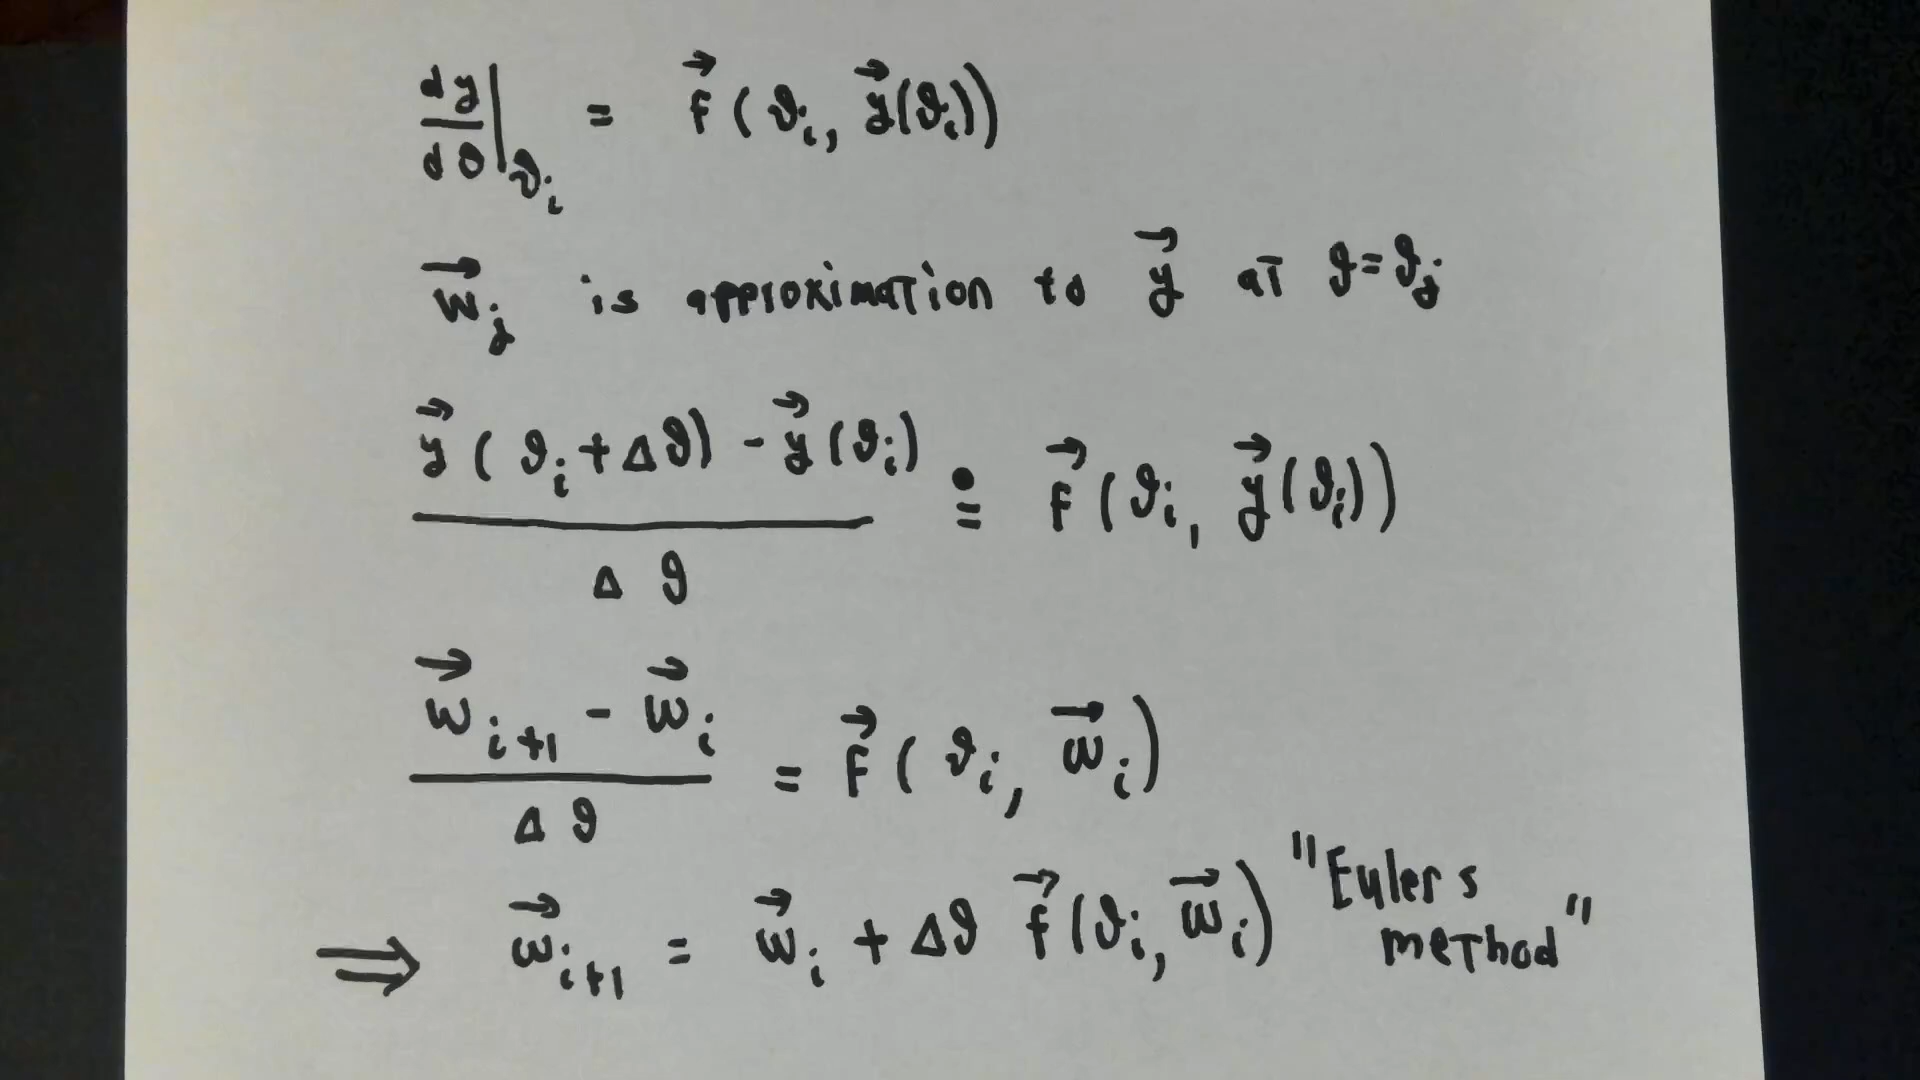 dy/dθ|ϑᵢ = f⃗(ϑᵢ, y⃗(ϑᵢ))
w⃗ⱼ is approximation to y⃗ at ϑ=ϑⱼ
(y⃗(ϑᵢ+Δϑ) - y⃗(ϑᵢ))/Δϑ ≐ f⃗(ϑᵢ, y⃗(ϑᵢ))
(w⃗ᵢ₊₁ - w⃗ᵢ)/Δϑ = f⃗(ϑᵢ, w⃗ᵢ)
⟹ w⃗ᵢ₊₁ = w⃗ᵢ + Δϑ f⃗(ϑᵢ, w⃗ᵢ) "Eulers
method"